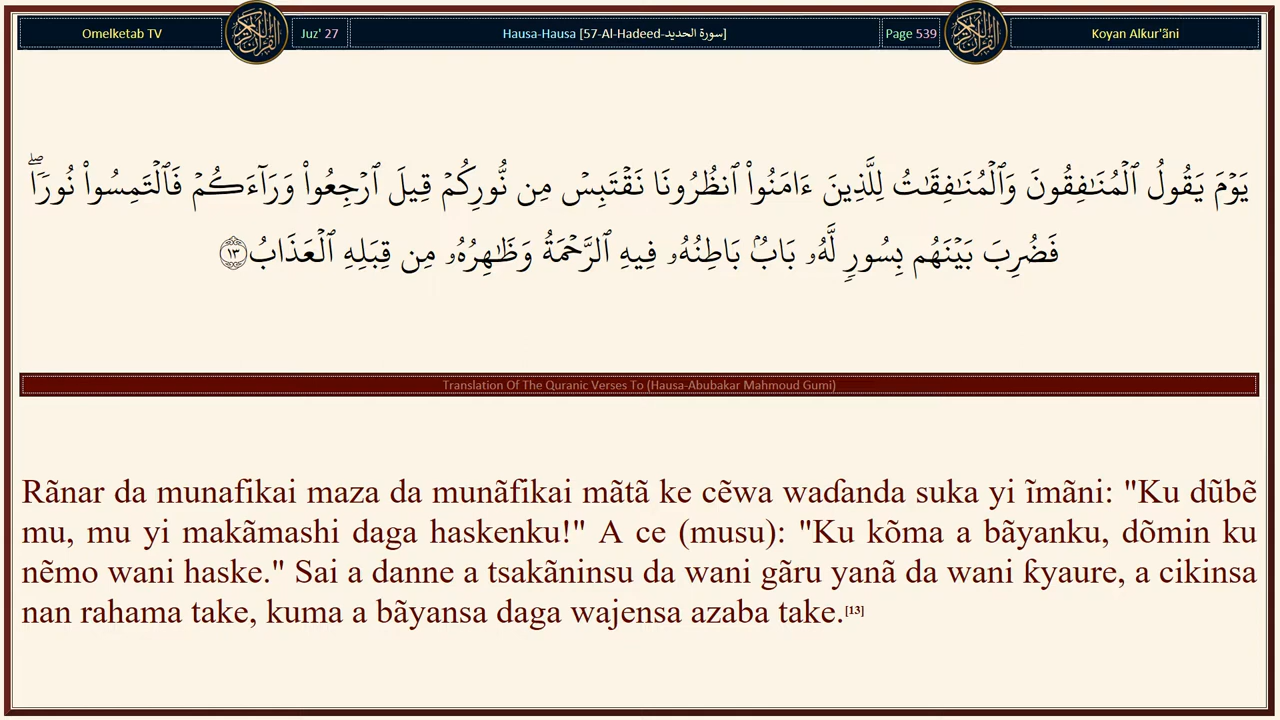 Omelketab TV
Juz' 27
Hausa-Hausa [57-Al-Hadeed-سورة الحديد]
Page 539
Koyan Alƙur'ãni
يَوْمَ يَقُولُ ٱلْمُنَـٰفِقُونَ وَٱلْمُنَـٰفِقَـٰتُ لِلَّذِينَ ءَامَنُوا۟ ٱنظُرُونَا نَقْتَبِسْ مِن نُّورِكُمْ قِيلَ ٱرْجِعُوا۟ وَرَآءَكُمْ فَٱلْتَمِسُوا۟ نُورًۭا ۖ
فَضُرِبَ بَيْنَهُم بِسُورٍۢ لَّهُۥ بَابٌۢ بَاطِنُهُۥ فِيهِ ٱلرَّحْمَةُ وَظَـٰهِرُهُۥ مِن قِبَلِهِ ٱلْعَذَابُ ١٣
Translation Of The Quranic Verses To (Hausa-Abubakar Mahmoud Gumi)
Rãnar da munafikai maza da munãfikai mãtã ke cẽwa waɗanda suka yi ĩmãni: "Ku dũbẽ
mu, mu yi makãmashi daga haskenku!" A ce (musu): "Ku kõma a bãyanku, dõmin ku
nẽmo wani haske." Sai a danne a tsakãninsu da wani gãru yanã da wani ƙyaure, a cikinsa
nan rahama take, kuma a bãyansa daga wajensa azaba take.[13]